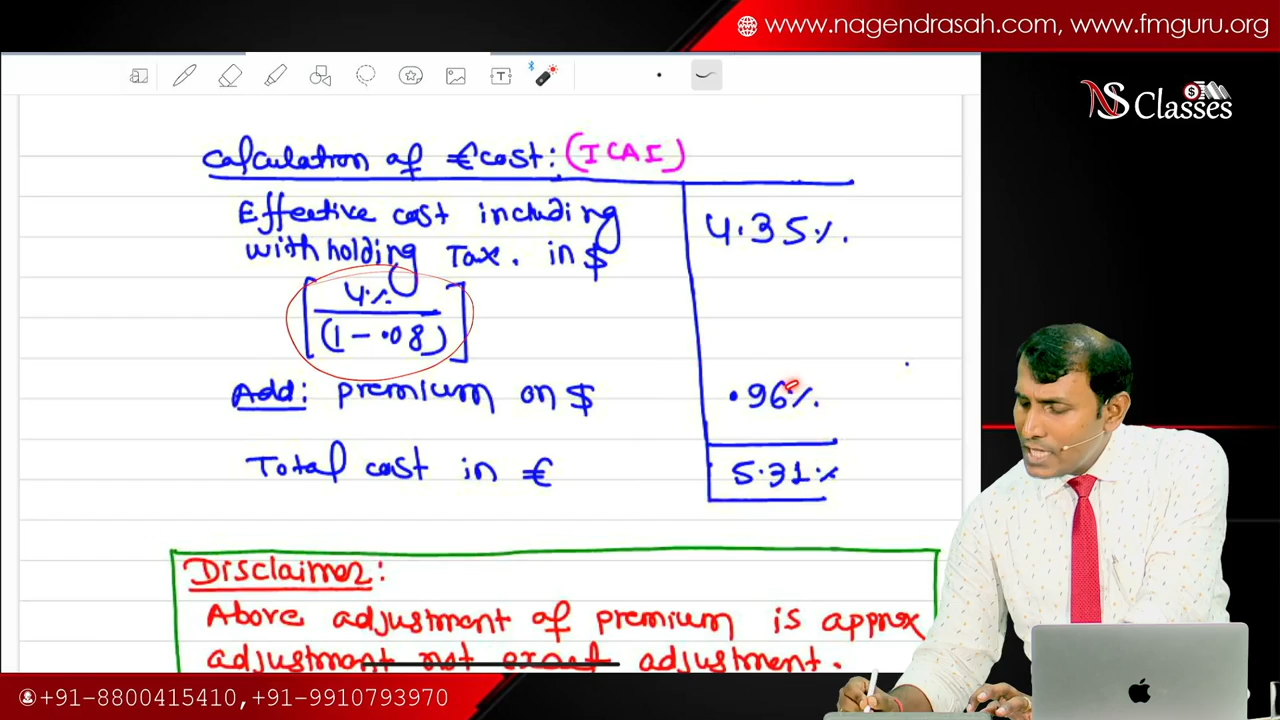 www.nagendrasah.com, www.fmguru.org
NS Classes
T
Calculation of € cost: (ICAI)
Effective cost including
withholding Tax. in $
4.35%.
[4% / (1 - .08)]
Add: premium on $
.96%.
Total cost in €
5.31%
Disclaimer:
Above adjustment of premium is approx
adjustment not exact adjustment.
+91-8800415410,+91-9910793970